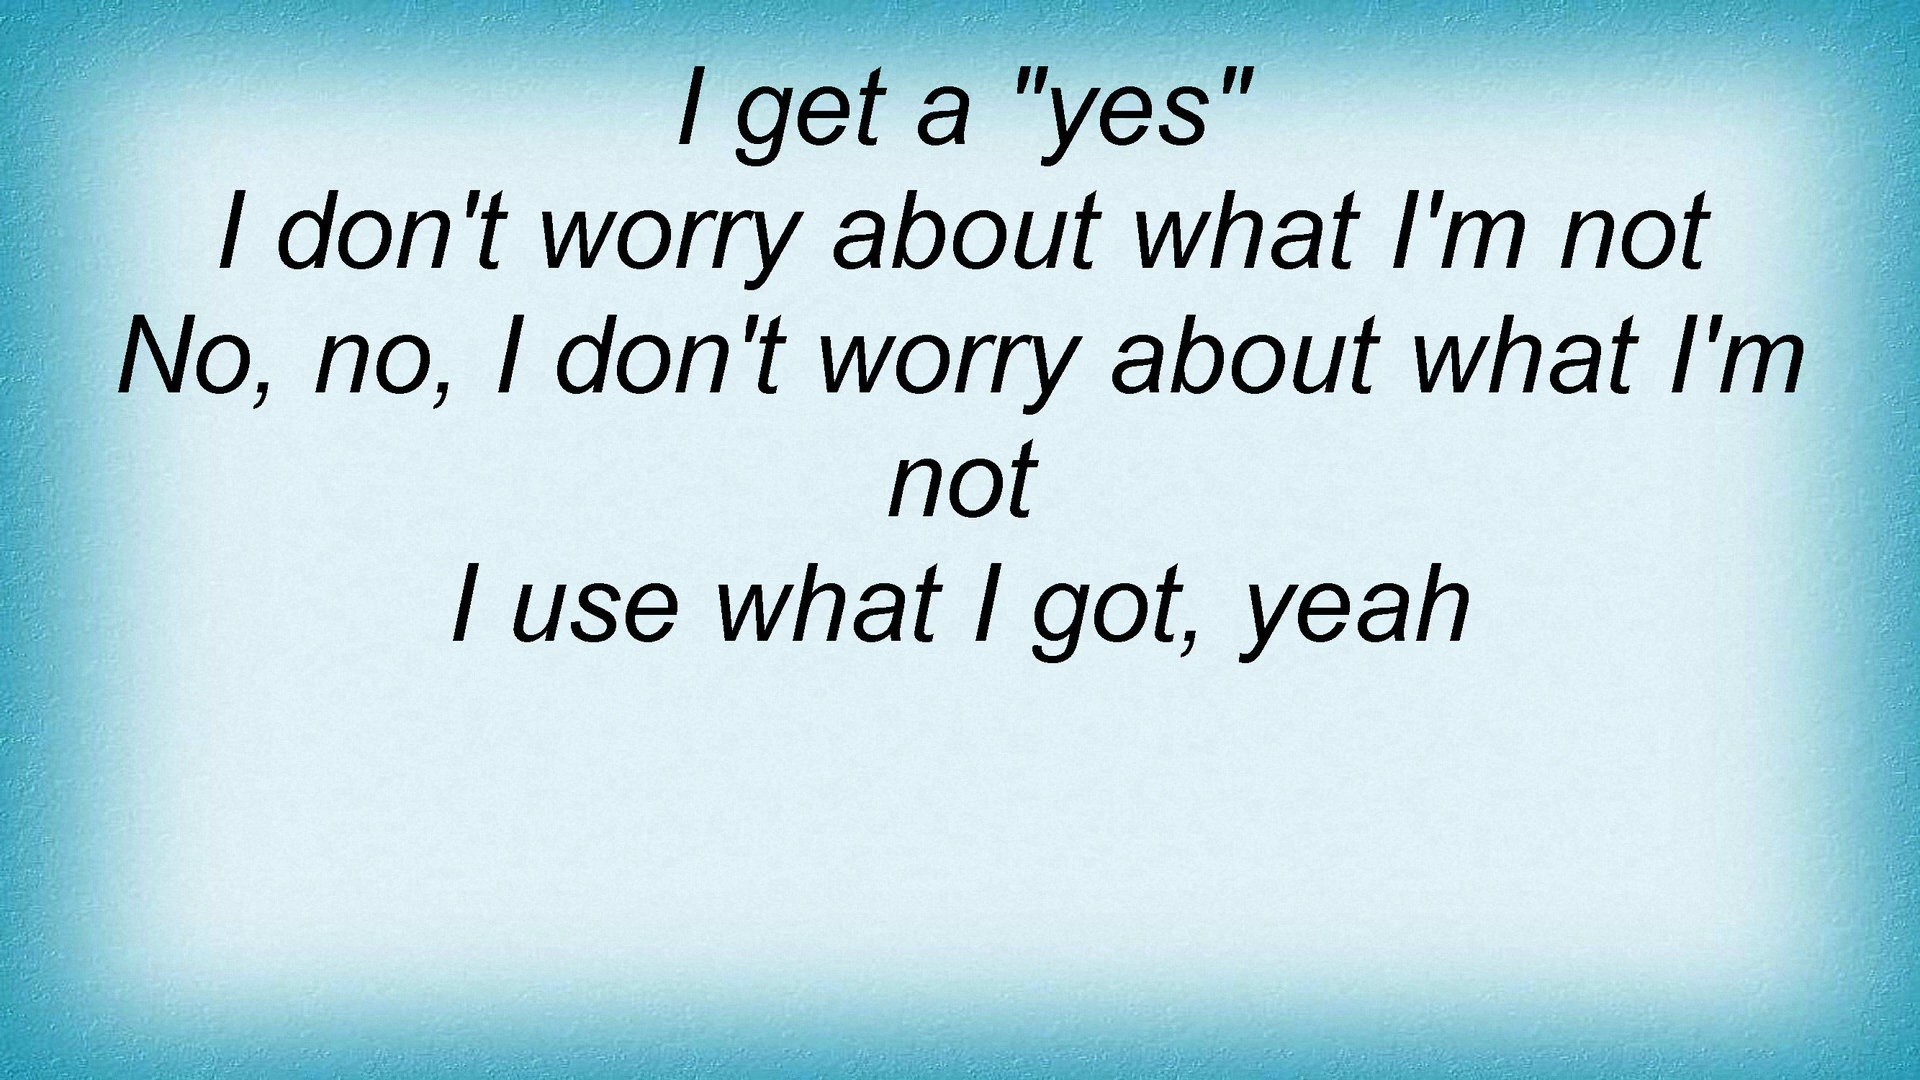 I get a "yes"
I don't worry about what I'm not
No, no, I don't worry about what I'm
not
I use what I got, yeah